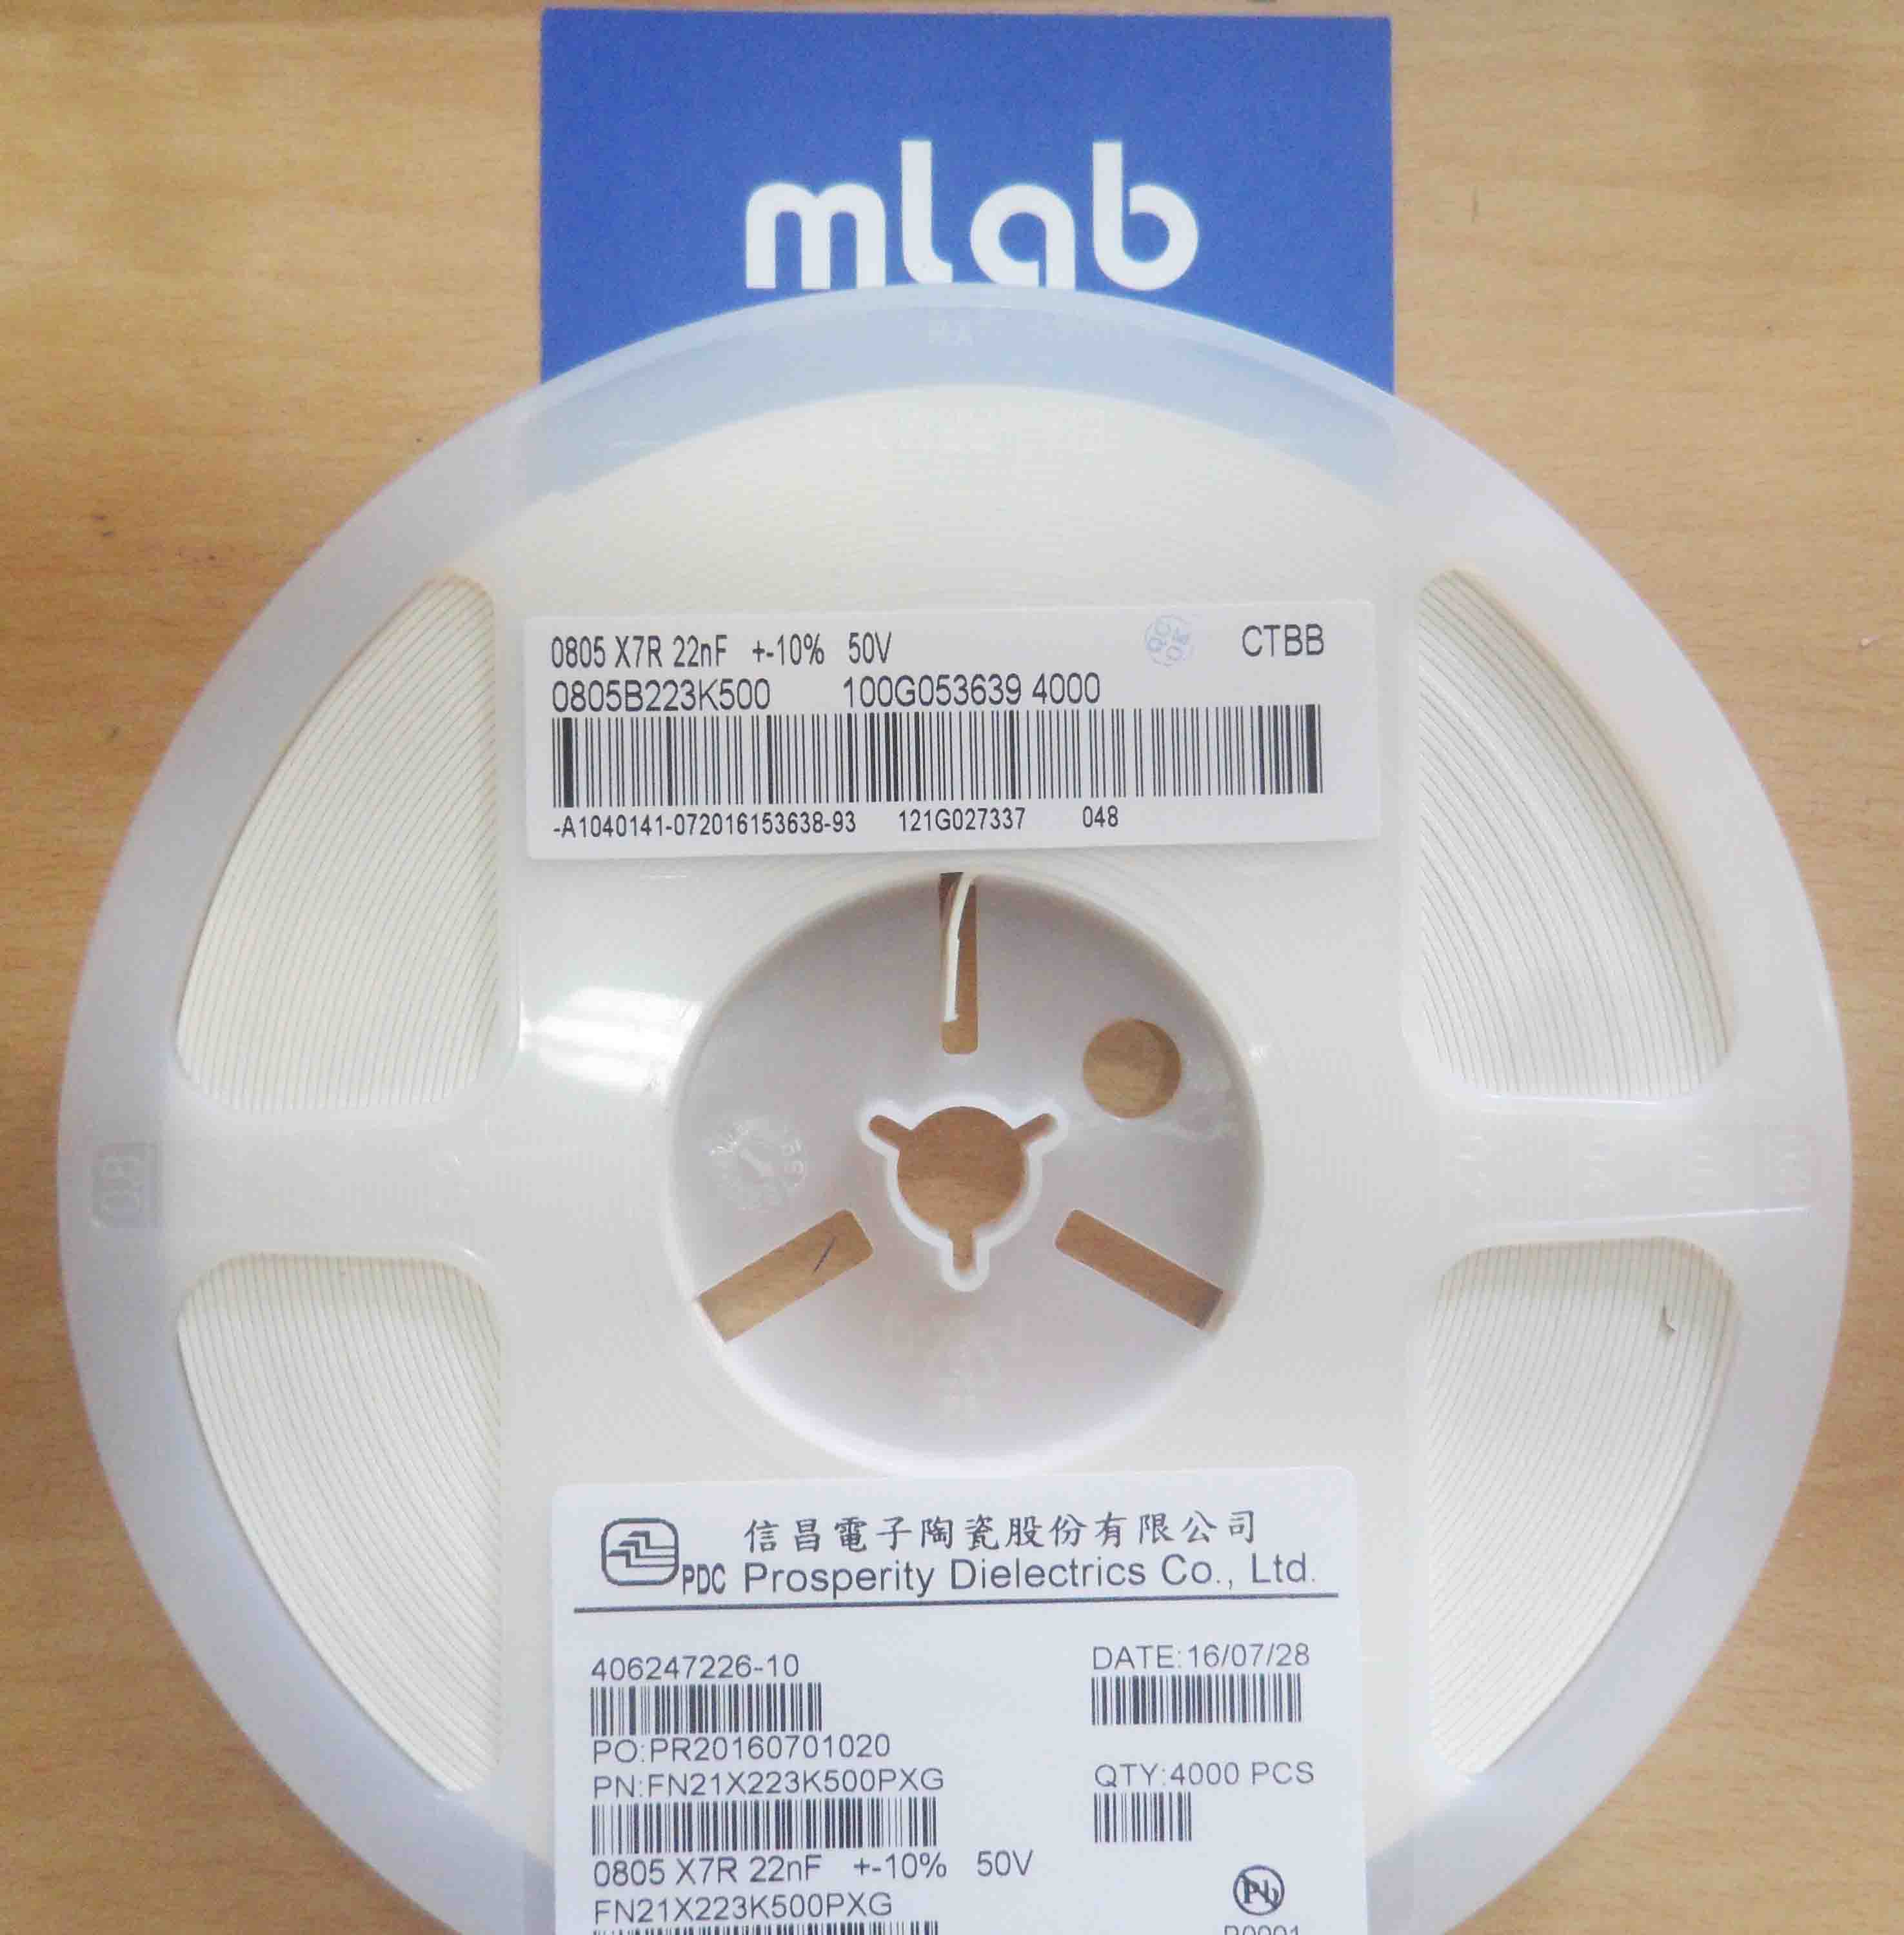 mlab
0805 X7R 22nF +-10% 50V CTBB
0805B223K500 100G053639 4000
-A1040141-072016153638-93 121G027337 048
信昌電子陶瓷股份有限公司
PDC Prosperity Dielectrics Co., Ltd.
406247226-10 DATE:16/07/28
PO:PR20160701020
PN:FN21X223K500PXG QTY:4000 PCS
0805 X7R 22nF +-10% 50V
FN21X223K500PXG
Pb